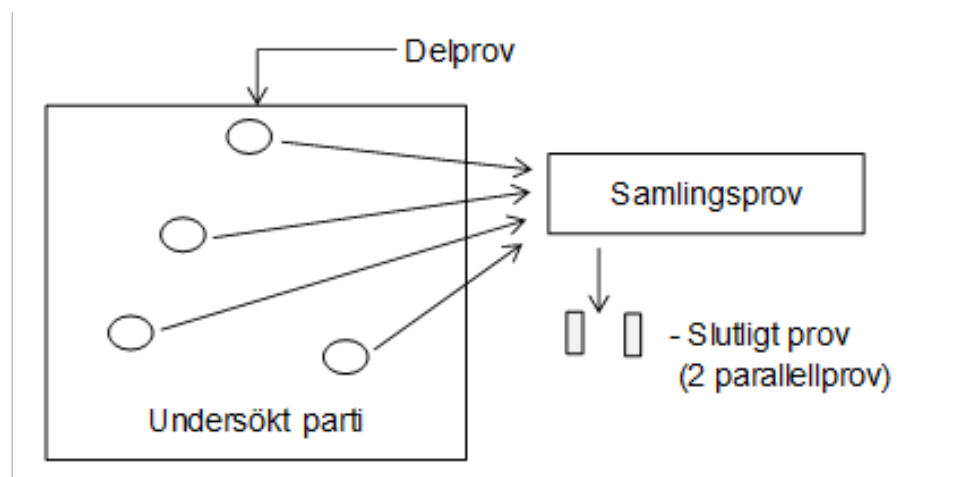 Delprov
Samlingsprov
- Slutligt prov
(2 parallellprov)
Undersökt parti